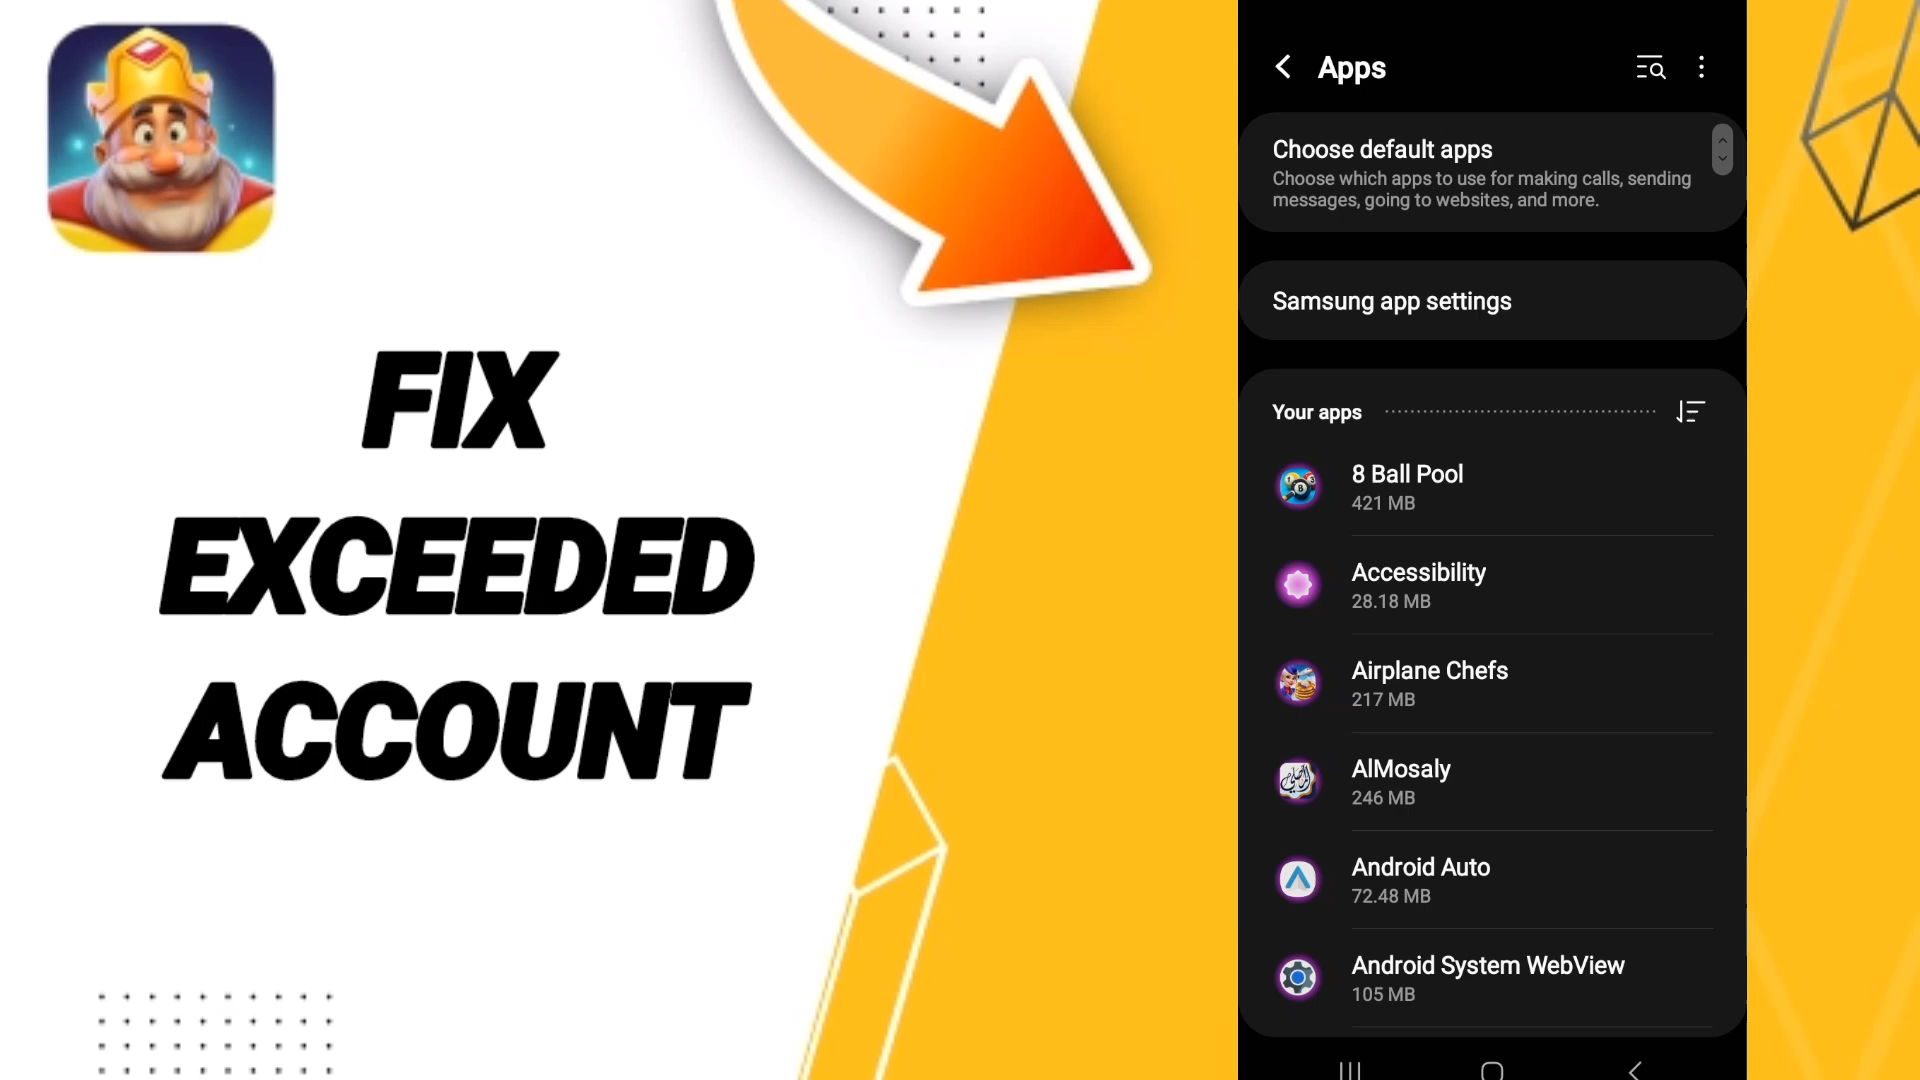 FIX
EXCEEDED
ACCOUNT
Apps
Choose default apps
Choose which apps to use for making calls, sending
messages, going to websites, and more.
Samsung app settings
Your apps
8 Ball Pool
421 MB
Accessibility
28.18 MB
Airplane Chefs
217 MB
AlMosaly
246 MB
Android Auto
72.48 MB
Android System WebView
105 MB